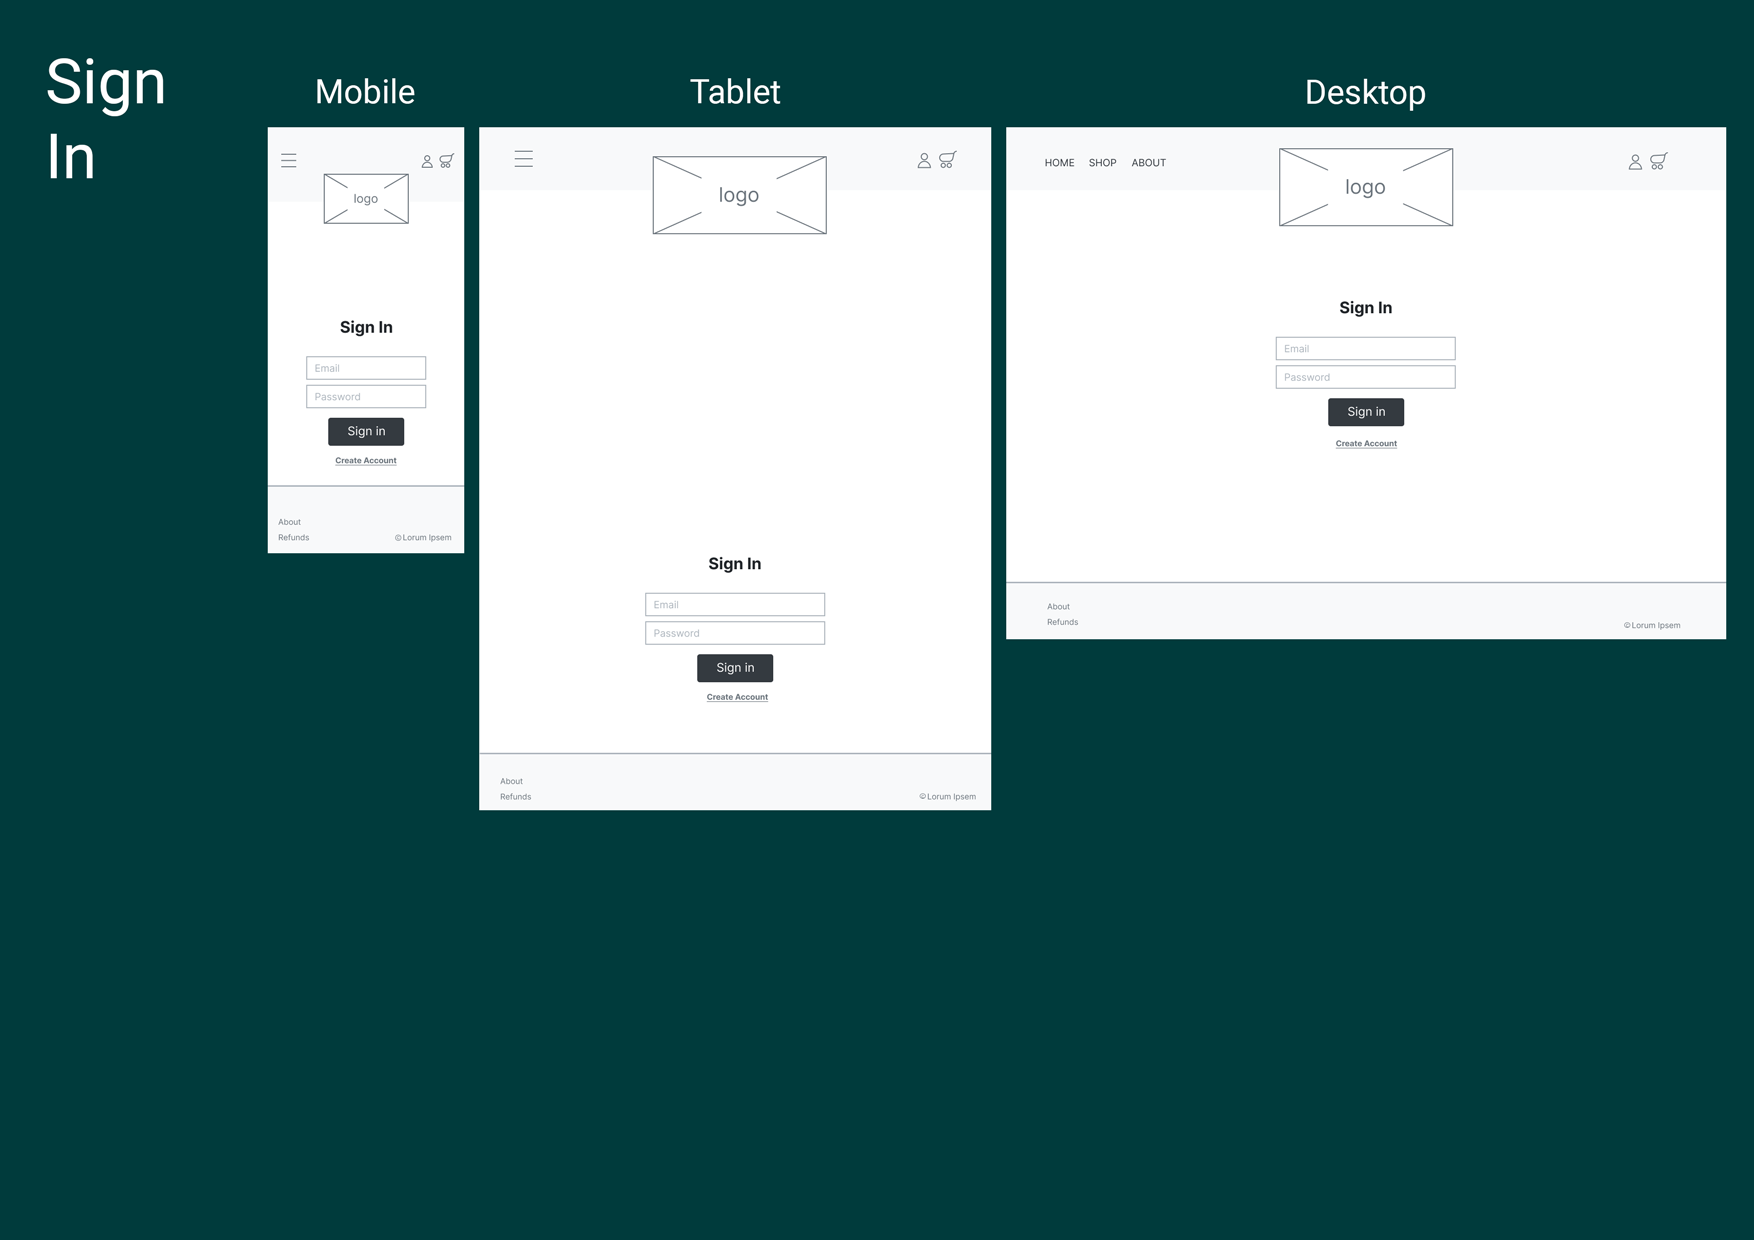 Sign
In
Mobile
logo
Sign In
Email
Password
Sign in
Create Account
About
Refunds
© Lorum Ipsem
Tablet
logo
Sign In
Email
Password
Sign in
Create Account
About
Refunds
© Lorum Ipsem
Desktop
HOME SHOP ABOUT
logo
Sign In
Email
Password
Sign in
Create Account
About
Refunds
© Lorum Ipsem